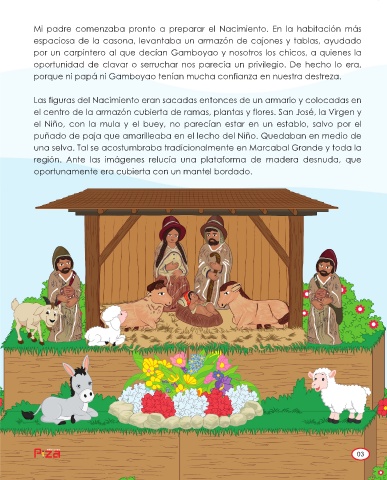 Mi padre comenzaba pronto a preparar el Nacimiento. En la habitación más
espaciosa de la casona, levantaba un armazón de cajones y tablas, ayudado
por un carpintero al que decían Gamboyao y nosotros los chicos, a quienes la
oportunidad de clavar o serruchar nos parecía un privilegio. De hecho lo era,
porque ni papá ni Gamboyao tenían mucha confianza en nuestra destreza.
Las figuras del Nacimiento eran sacadas entonces de un armario y colocadas en
el centro de la armazón cubierta de ramas, plantas y flores. San José, la Virgen y
el Niño, con la mula y el buey, no parecían estar en un establo, salvo por el
puñado de paja que amarilleaba en el lecho del Niño. Quedaban en medio de
una selva. Tal se acostumbraba tradicionalmente en Marcabal Grande y toda la
región. Ante las imágenes relucía una plataforma de madera desnuda, que
oportunamente era cubierta con un mantel bordado.
Piza
03